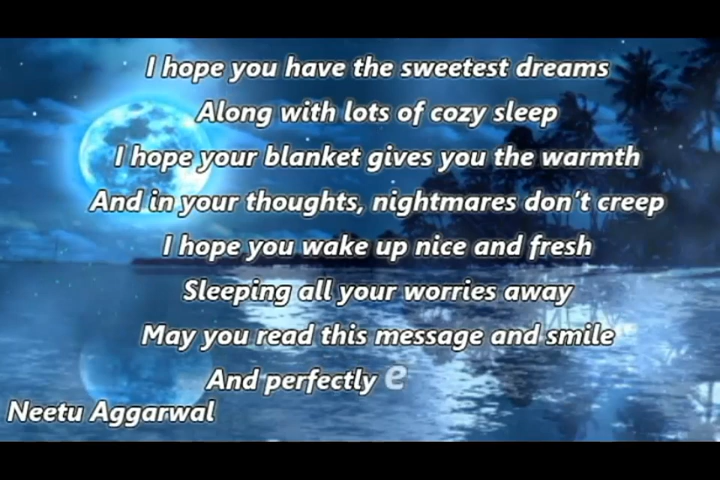 I hope you have the sweetest dreams
Along with lots of cozy sleep
I hope your blanket gives you the warmth
And in your thoughts, nightmares don't creep
I hope you wake up nice and fresh
Sleeping all your worries away
May you read this message and smile
And perfectly e
Neetu Aggarwal